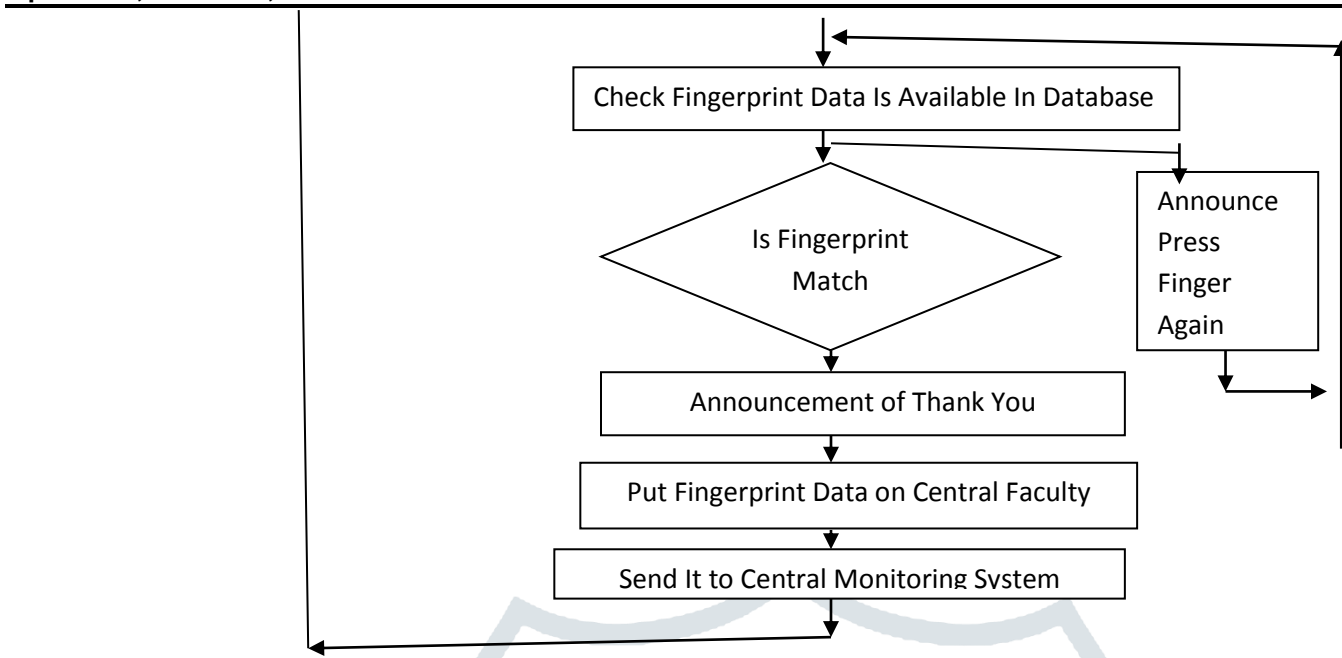 Check Fingerprint Data Is Available In Database
Is Fingerprint
Match
Announce
Press
Finger
Again
Announcement of Thank You
Put Fingerprint Data on Central Faculty
Send It to Central Monitoring System